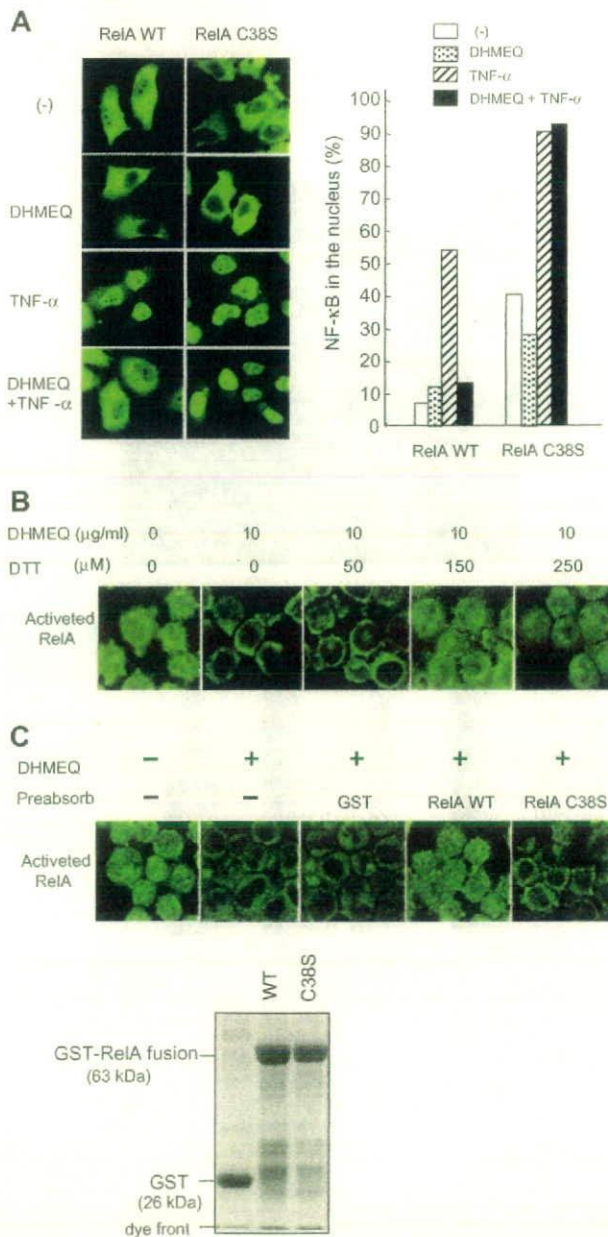 A
RelA WT RelA C38S
(-)
DHMEQ
TNF-α
DHMEQ
+TNF -α
(-)
DHMEQ
TNF-α
DHMEQ + TNF-α
NF-κB in the nucleus (%)
100
90
80
70
60
50
40
30
20
10
0
RelA WT RelA C38S
B
DHMEQ (μg/ml) 0 10 10 10 10
DTT (μM) 0 0 50 150 250
Activeted
RelA
C
DHMEQ − + + + +
Preabsorb − − GST RelA WT RelA C38S
Activeted
RelA
WT C38S
GST-RelA fusion
(63 kDa)
GST
(26 kDa)
dye front